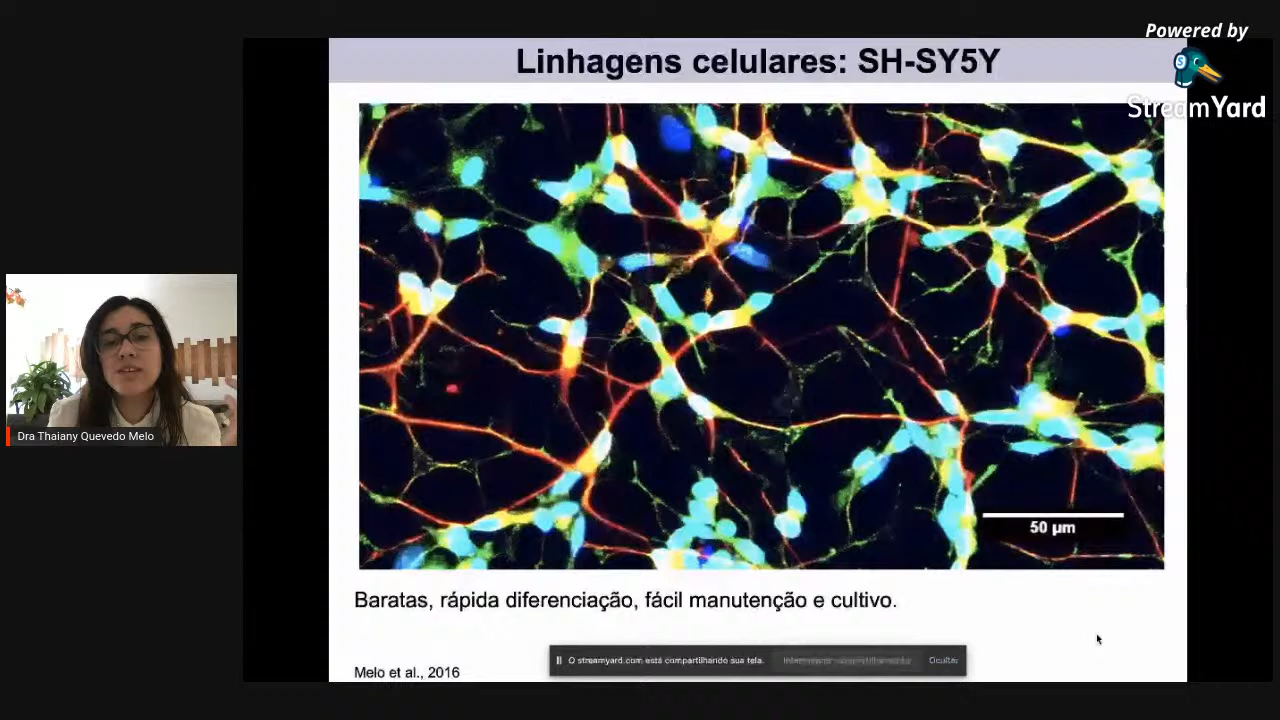 Powered by
StreamYard
Linhagens celulares: SH-SY5Y
50 µm
Dra Thaiany Quevedo Melo
Baratas, rápida diferenciação, fácil manutenção e cultivo.
O streamyard.com está compartilhando sua tela.
Ocultar
Melo et al., 2016